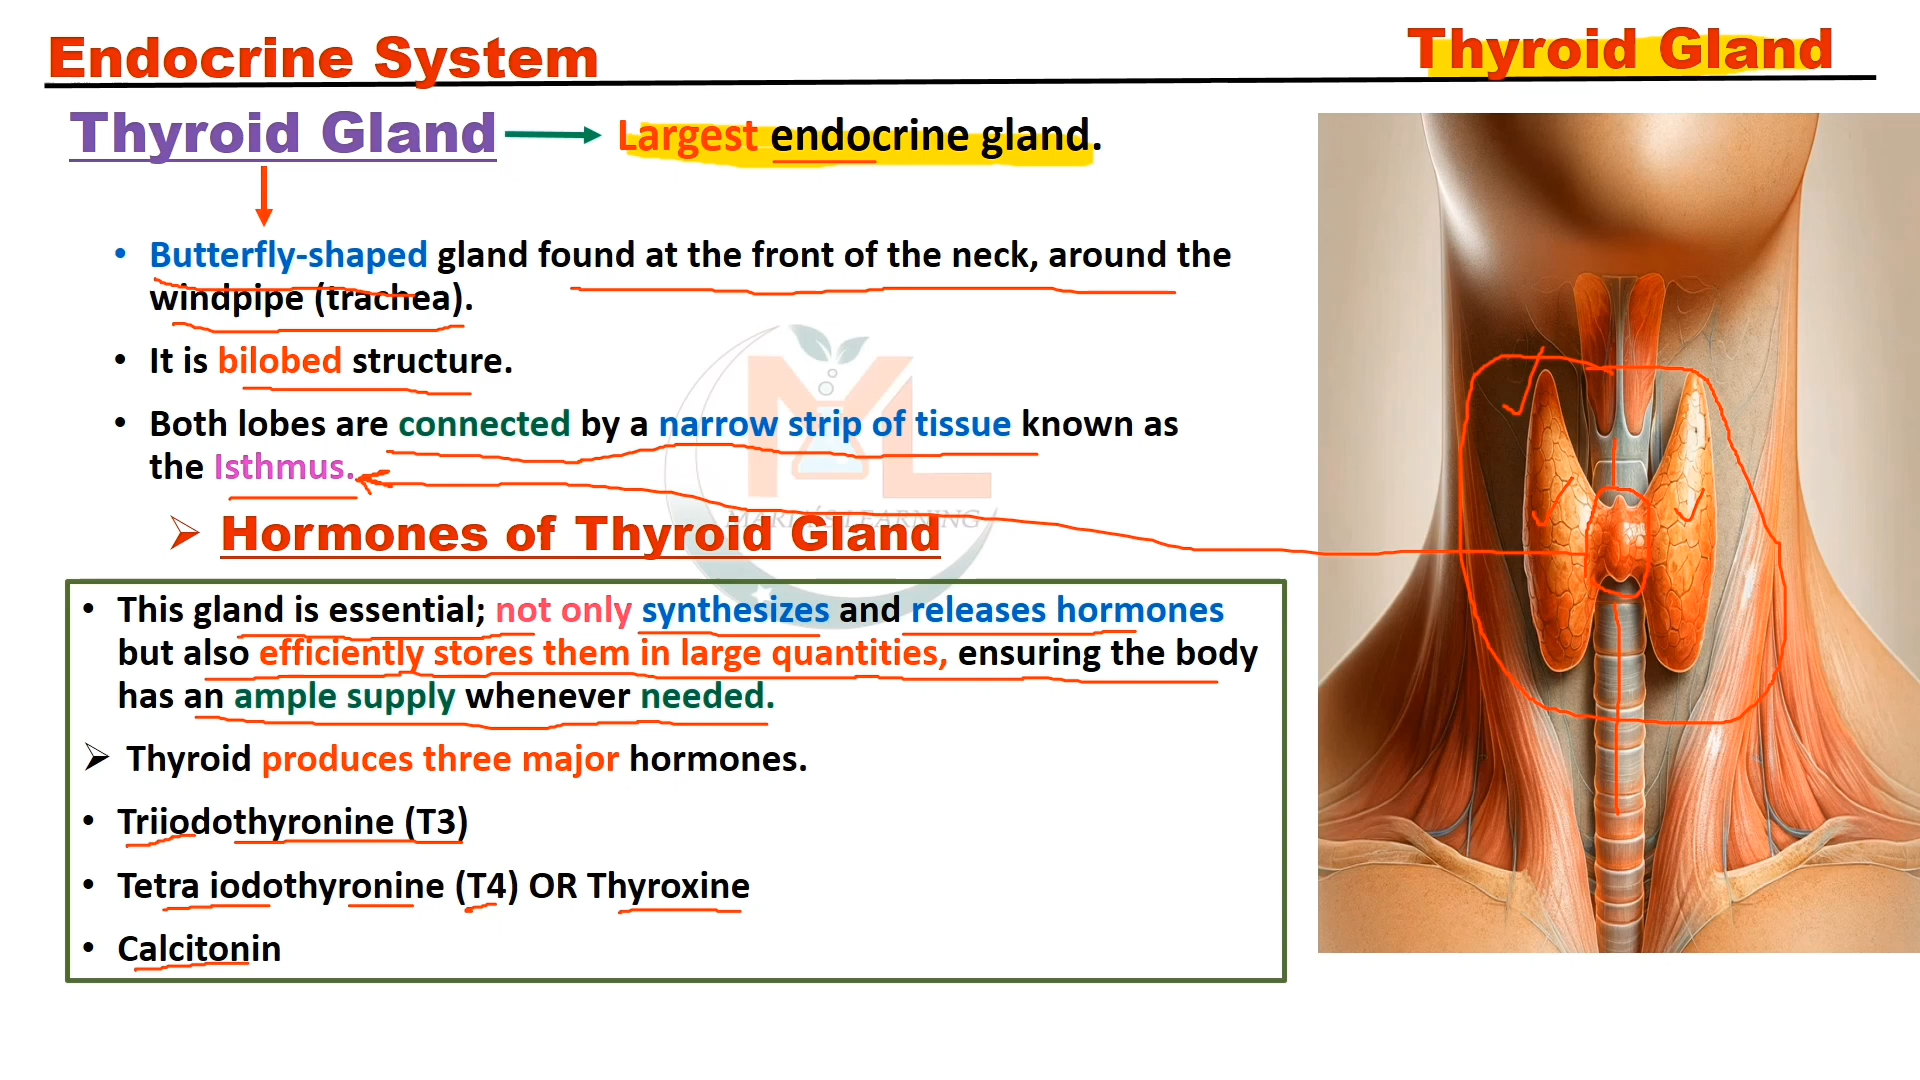 Endocrine System
Thyroid Gland
Thyroid Gland
Largest endocrine gland.
• Butterfly-shaped gland found at the front of the neck, around the
windpipe (trachea).
• It is bilobed structure.
• Both lobes are connected by a narrow strip of tissue known as
the Isthmus.
MARIA'S LEARNING
➢ Hormones of Thyroid Gland
• This gland is essential; not only synthesizes and releases hormones
but also efficiently stores them in large quantities, ensuring the body
has an ample supply whenever needed.
➢ Thyroid produces three major hormones.
• Triiodothyronine (T3)
• Tetra iodothyronine (T4) OR Thyroxine
• Calcitonin